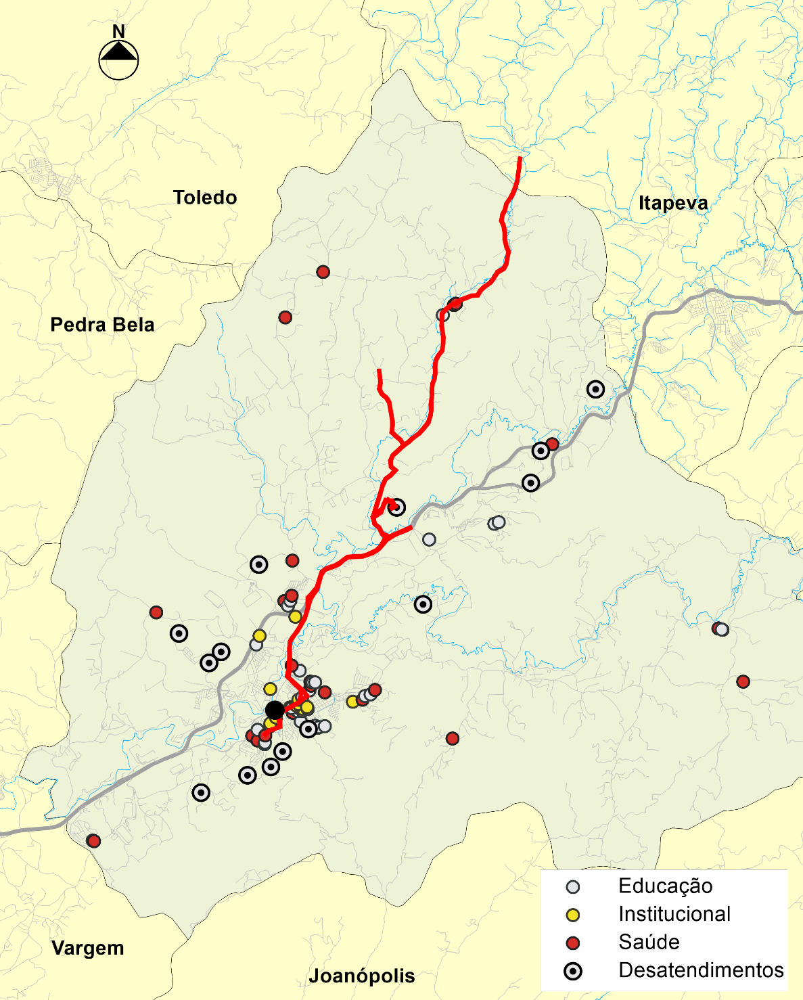 N
Toledo
Itapeva
Pedra Bela
Educação
Institucional
Saúde
Desatendimentos
Vargem
Joanópolis